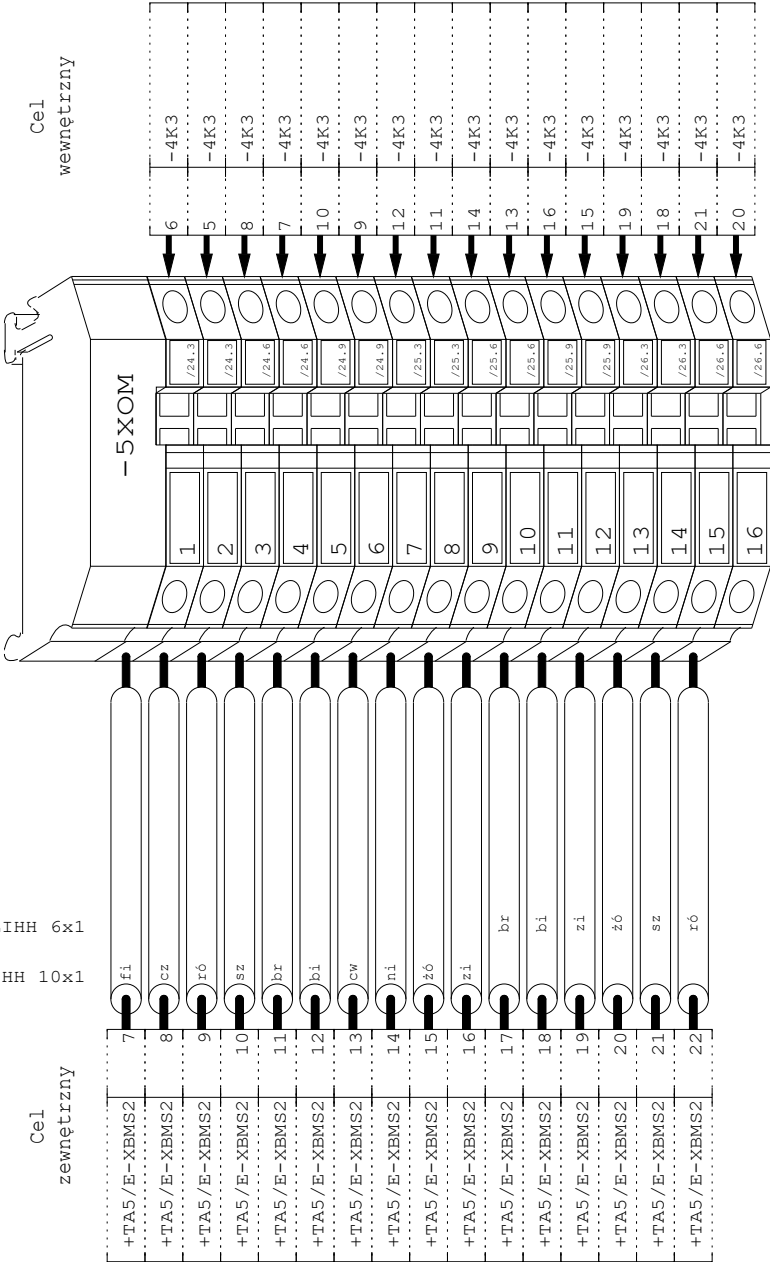 Cel
wewnętrzny
-4K3 -4K3 -4K3 -4K3 -4K3 -4K3 -4K3 -4K3 -4K3 -4K3 -4K3 -4K3 -4K3 -4K3 -4K3 -4K3
6 5 8 7 10 9 12 11 14 13 16 15 19 18 21 20
/24.3 /24.3 /24.6 /24.6 /24.9 /24.9 /25.3 /25.3 /25.6 /25.6 /25.9 /25.9 /26.3 /26.3 /26.6 /26.6
-5XOM
1 2 3 4 5 6 7 8 9 10 11 12 13 14 15 16
IHH 6x1
br bi zi żó sz ró
HH 10x1
fi cz ró sz br bi cw ni żó zi
7 8 9 10 11 12 13 14 15 16 17 18 19 20 21 22
Cel
zewnętrzny
+TA5/E-XBMS2 +TA5/E-XBMS2 +TA5/E-XBMS2 +TA5/E-XBMS2 +TA5/E-XBMS2 +TA5/E-XBMS2 +TA5/E-XBMS2 +TA5/E-XBMS2 +TA5/E-XBMS2 +TA5/E-XBMS2 +TA5/E-XBMS2 +TA5/E-XBMS2 +TA5/E-XBMS2 +TA5/E-XBMS2 +TA5/E-XBMS2 +TA5/E-XBMS2